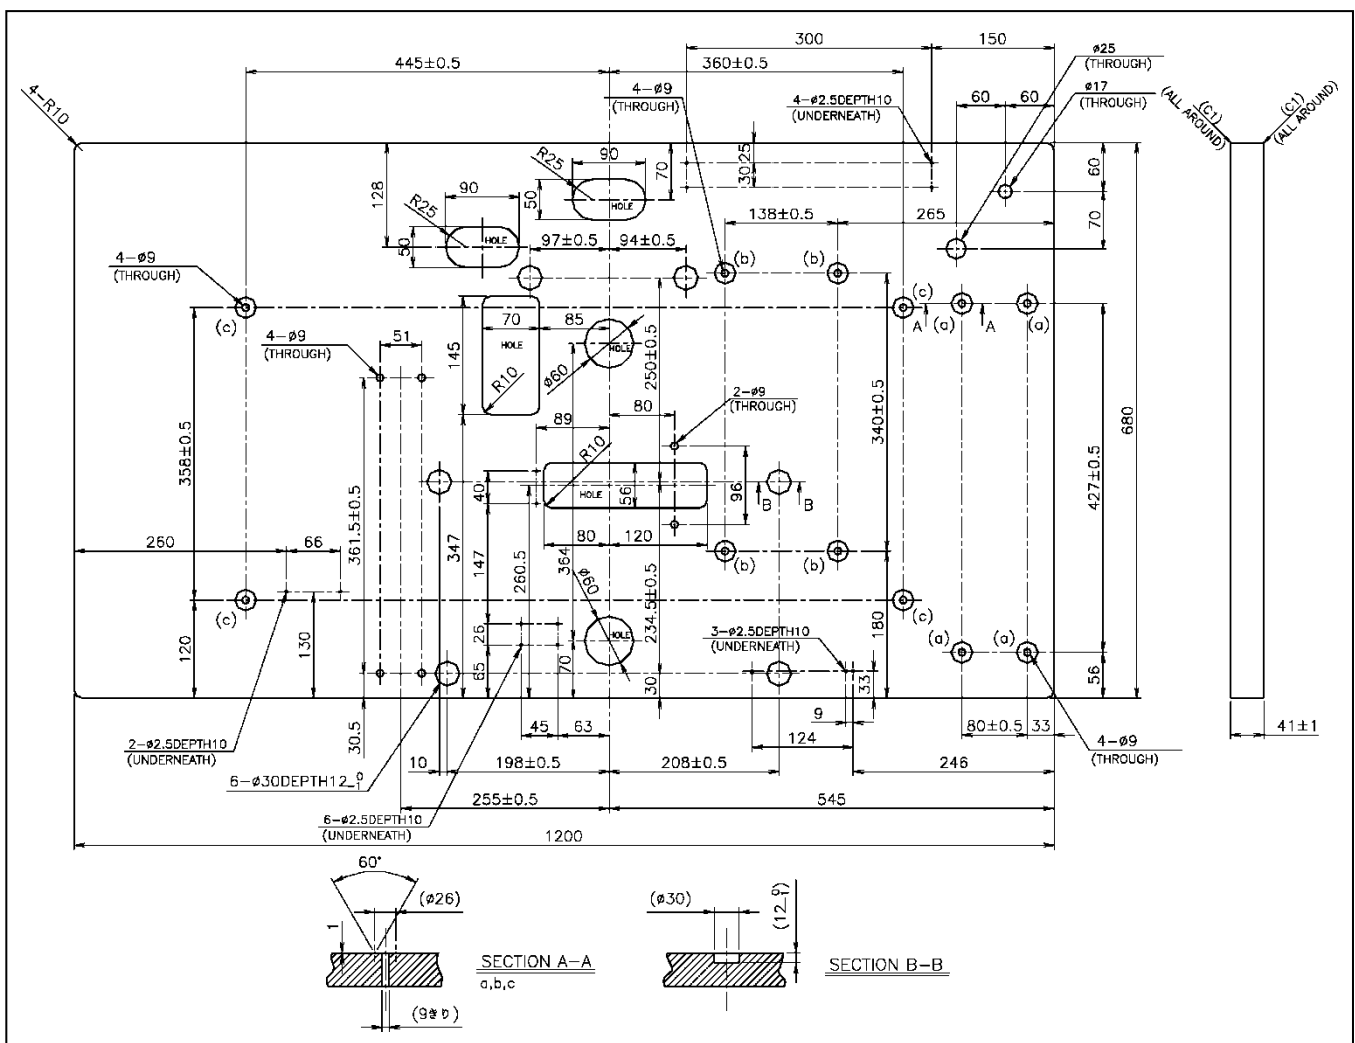 300
150
445±0.5
360±0.5
ø25
(THROUGH)
4-ø9
(THROUGH)
4-ø2.5DEPTH10
(UNDERNEATH)
60
60
ø17
(THROUGH)
(C1)
(ALL AROUND)
(C1)
(ALL AROUND)
4-R10
128
90
R25
50
HOLE
90
R25
50
HOLE
70
25
30
60
70
138±0.5
265
97±0.5
94±0.5
4-ø9
(THROUGH)
(b)
(b)
(c)
(c)
(a)
(a)
A
A
4-ø9
(THROUGH)
51
145
70
HOLE
R10
85
HOLE
ø60
250±0.5
340±0.5
680
89
80
2-ø9
(THROUGH)
358±0.5
361.5±0.5
R10
40
HOLE
56
96
B
B
427±0.5
260
66
347
147
260.5
80
120
364
ø60
234.5±0.5
(b)
(b)
(c)
(c)
120
130
26
65
HOLE
70
30
3-ø2.5DEPTH10
(UNDERNEATH)
180
33
(a)
(a)
56
30.5
2-ø2.5DEPTH10
(UNDERNEATH)
6-ø30DEPTH12 0 -1
45
63
9
124
80±0.5
33
4-ø9
(THROUGH)
41±1
10
198±0.5
208±0.5
246
255±0.5
545
6-ø2.5DEPTH10
(UNDERNEATH)
1200
60°
(ø26)
1
SECTION A-A
a,b,c
(ø30)
(12 0 -1)
SECTION B-B